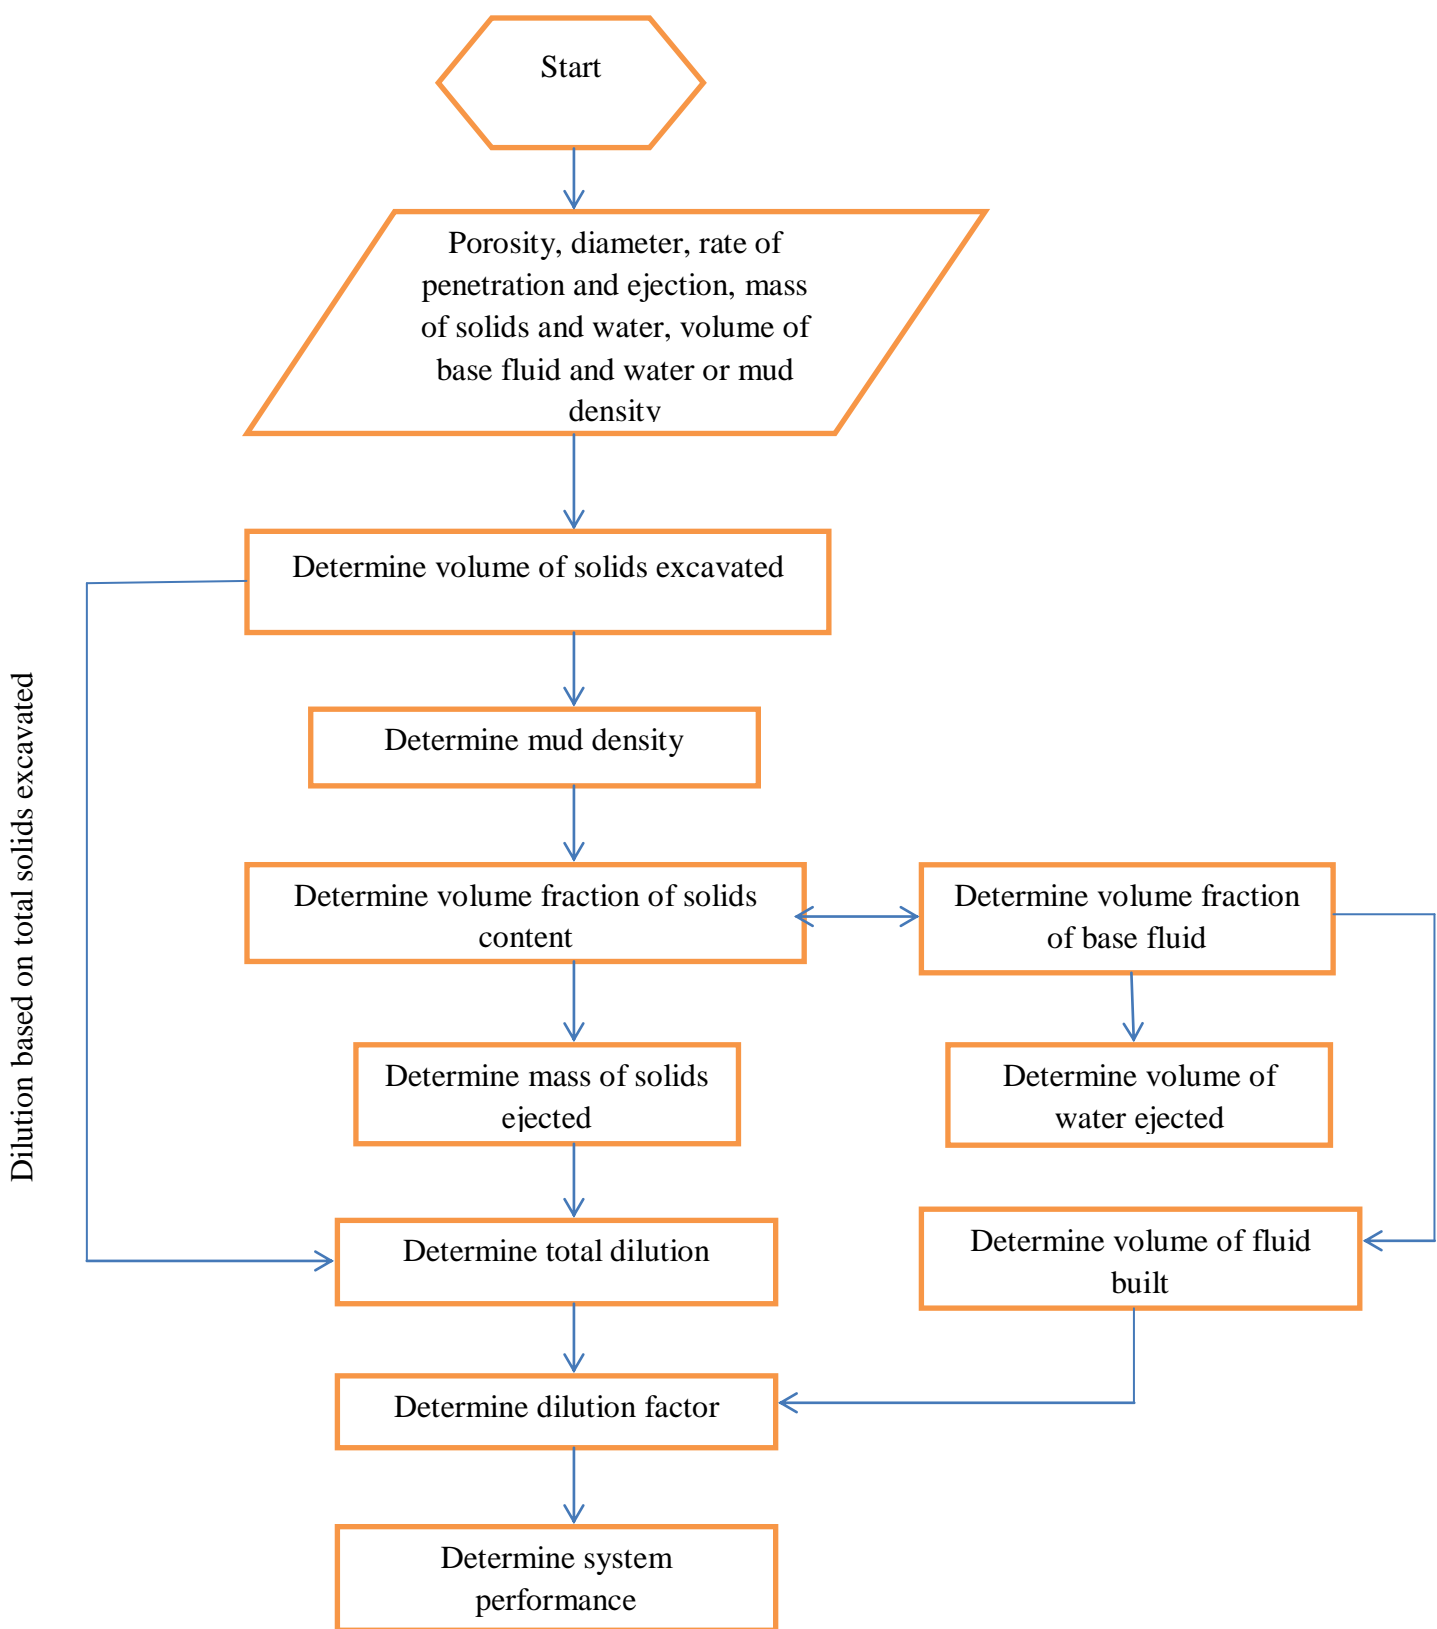 Start
Porosity, diameter, rate of
penetration and ejection, mass
of solids and water, volume of
base fluid and water or mud
density
Determine volume of solids excavated
Dilution based on total solids excavated
Determine mud density
Determine volume fraction of solids
content
Determine volume fraction
of base fluid
Determine mass of solids
ejected
Determine volume of
water ejected
Determine total dilution
Determine volume of fluid
built
Determine dilution factor
Determine system
performance